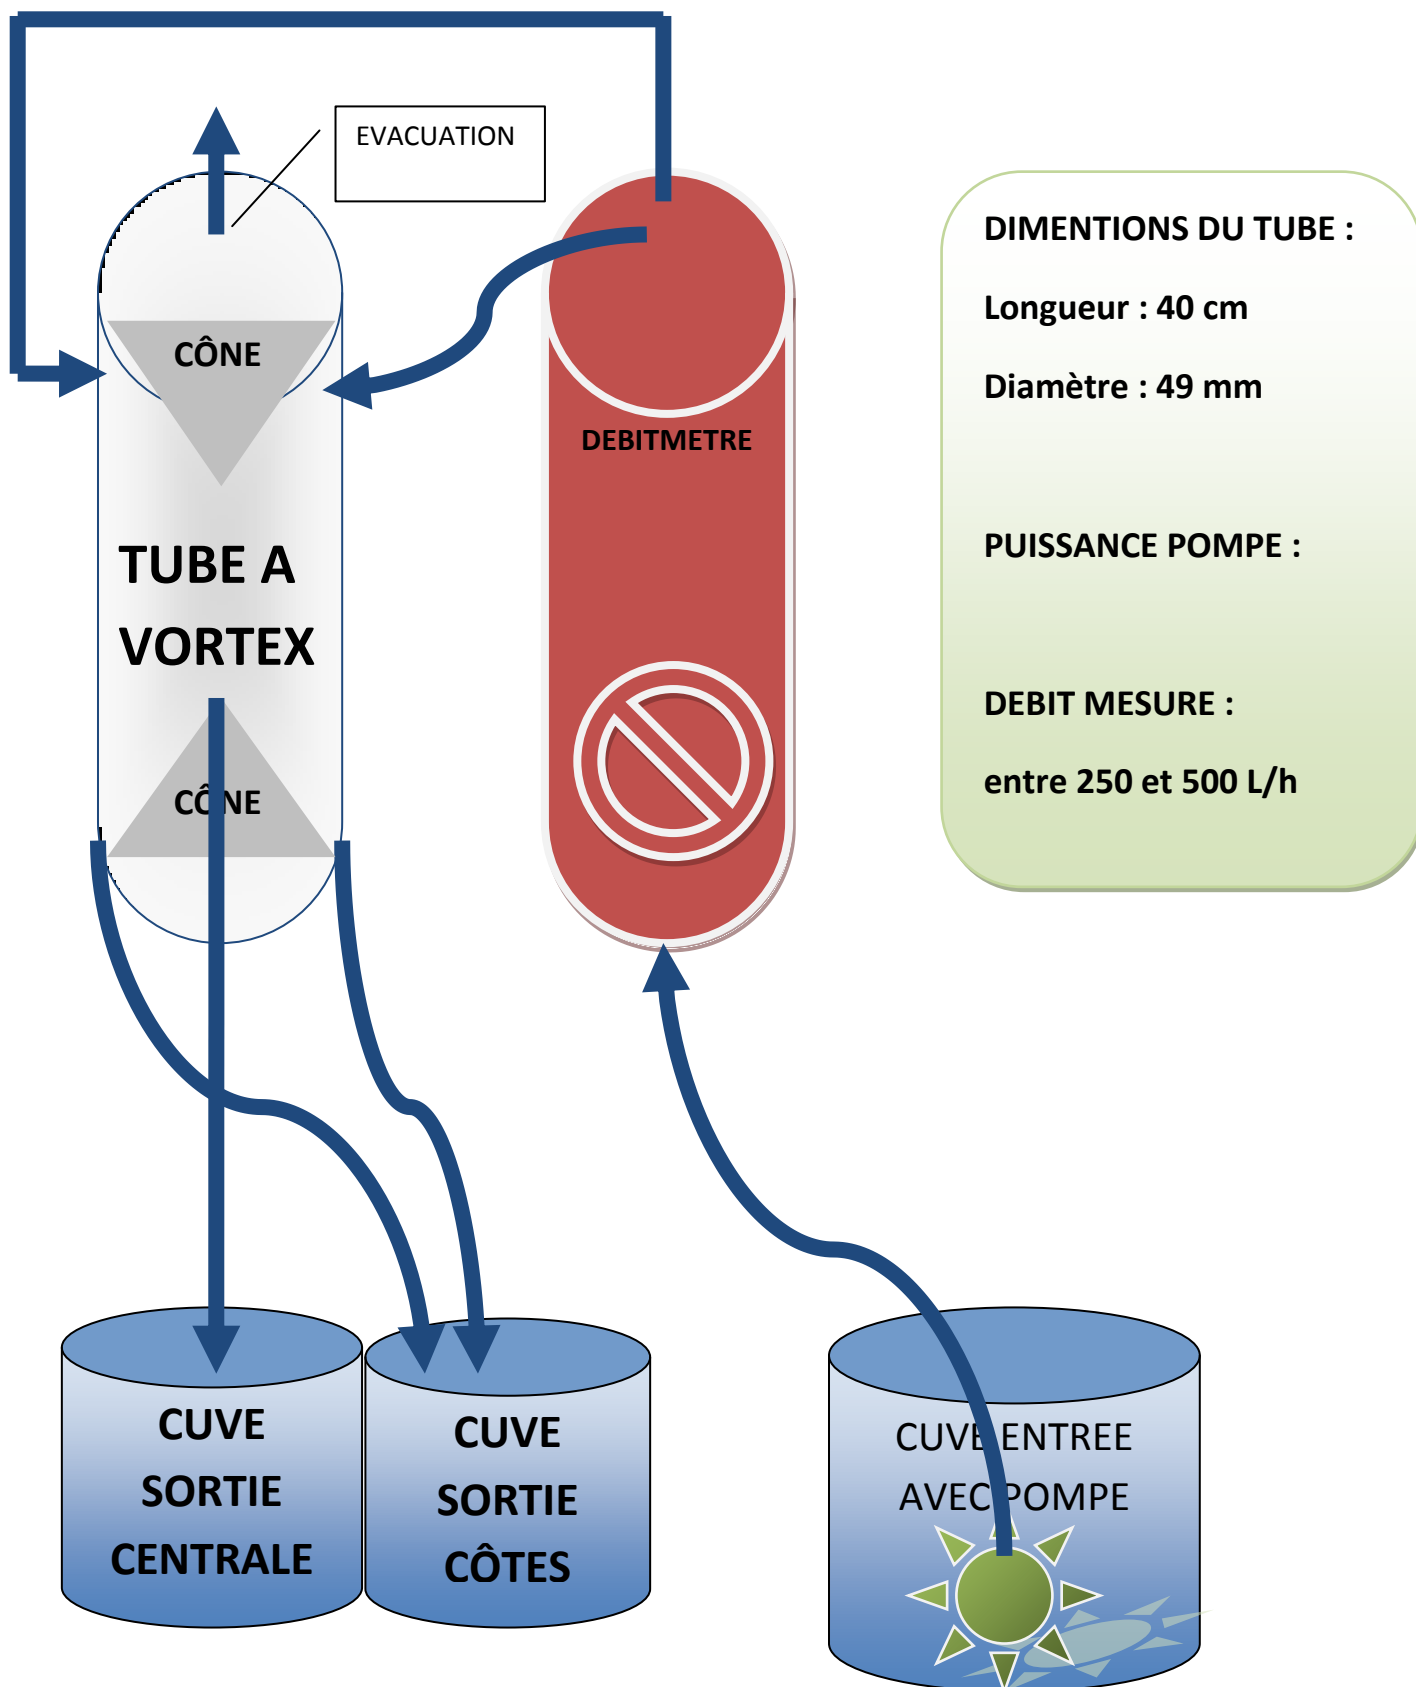 EVACUATION
CÔNE
TUBE A
VORTEX
CÔNE
DEBITMETRE
DIMENTIONS DU TUBE :
Longueur : 40 cm
Diamètre : 49 mm
PUISSANCE POMPE :
DEBIT MESURE :
entre 250 et 500 L/h
CUVE
SORTIE
CENTRALE
CUVE
SORTIE
CÔTES
CUVE ENTREE
AVEC POMPE